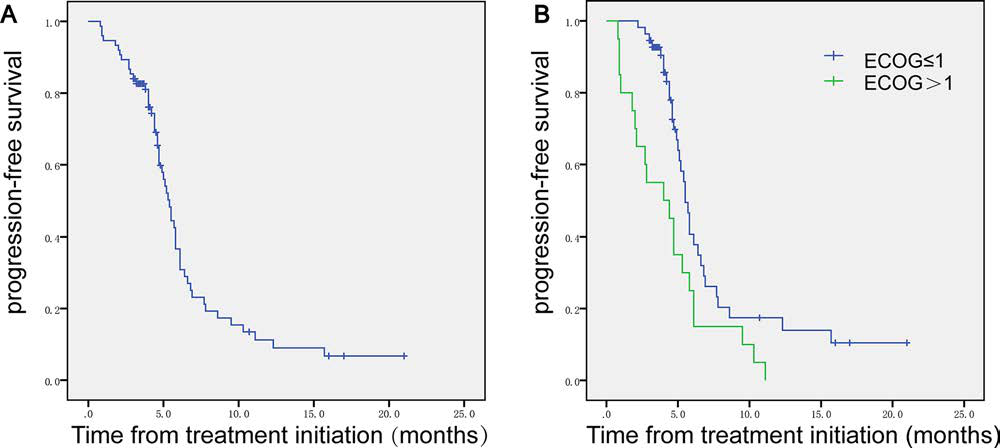 A
progression-free survival
1.0
0.8
0.6
0.4
0.2
0.0
.0 5.0 10.0 15.0 20.0 25.0
Time from treatment initiation (months)
B
progression-free survival
ECOG≤1
ECOG>1
1.0
0.8
0.6
0.4
0.2
0.0
.0 5.0 10.0 15.0 20.0 25.0
Time from treatment initiation (months)